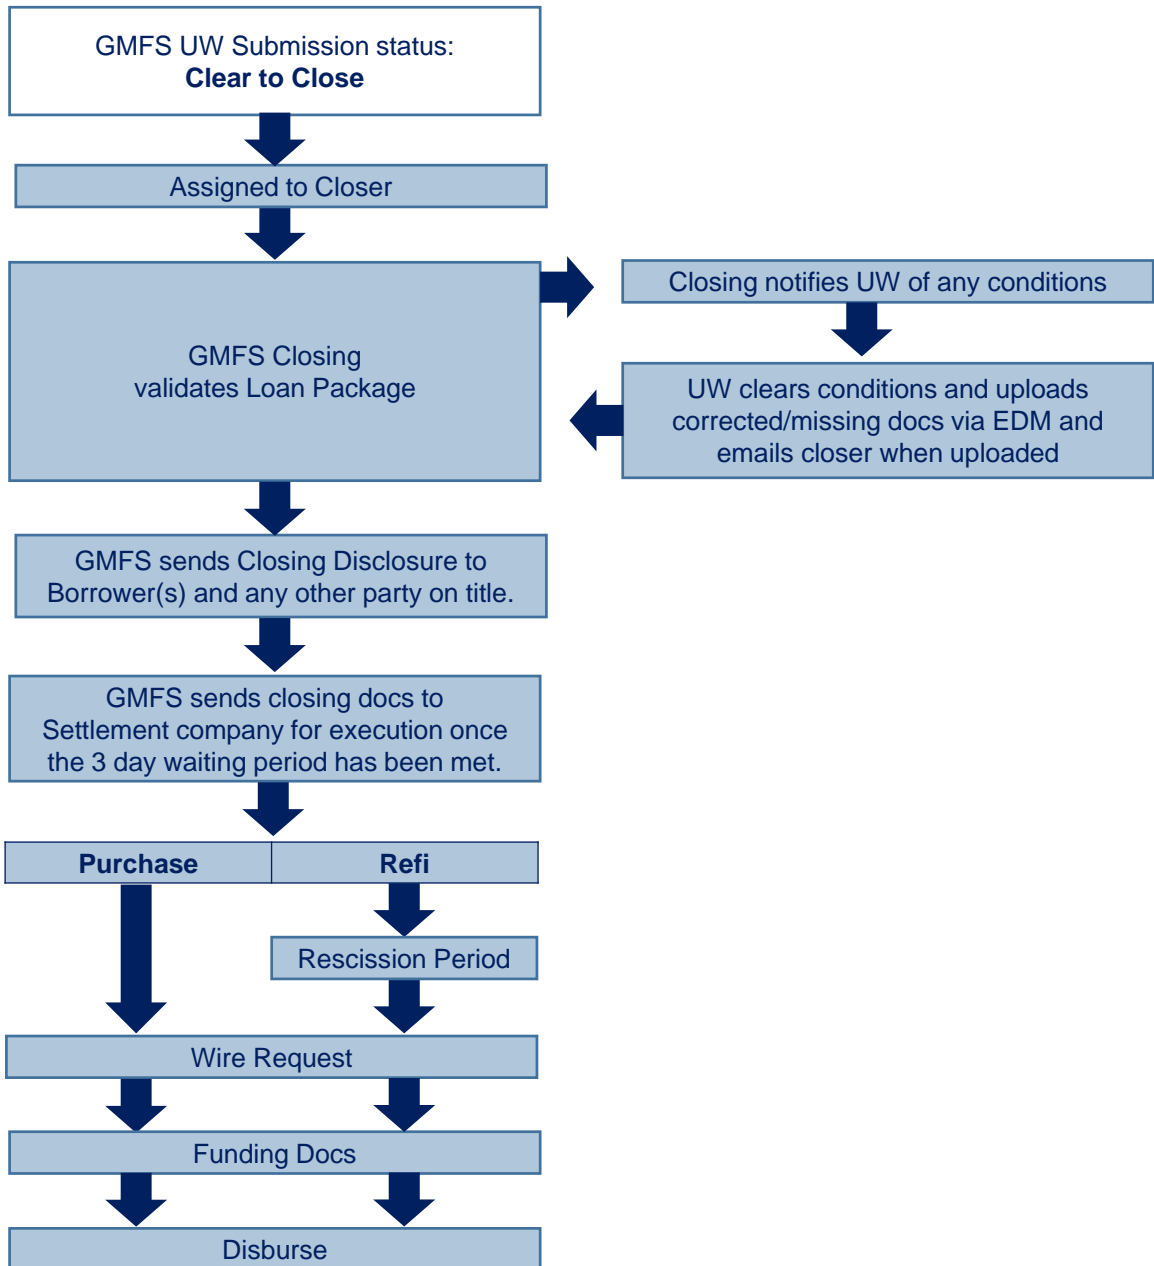 GMFS UW Submission status:
Clear to Close
Assigned to Closer
GMFS Closing
validates Loan Package
Closing notifies UW of any conditions
UW clears conditions and uploads
corrected/missing docs via EDM and
emails closer when uploaded
GMFS sends Closing Disclosure to
Borrower(s) and any other party on title.
GMFS sends closing docs to
Settlement company for execution once
the 3 day waiting period has been met.
Purchase
Refi
Rescission Period
Wire Request
Funding Docs
Disburse